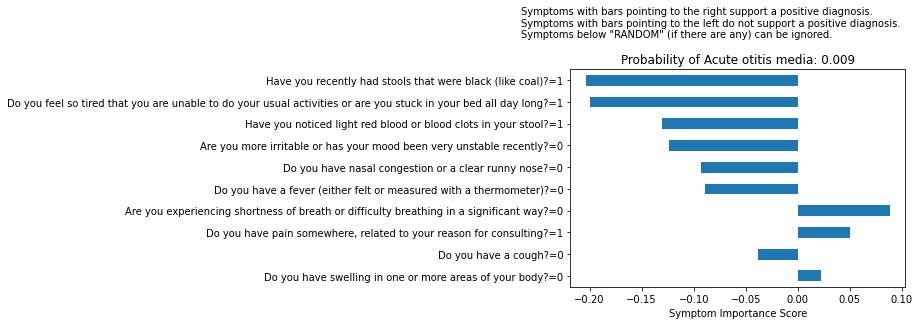 Symptoms with bars pointing to the right support a positive diagnosis.
Symptoms with bars pointing to the left do not support a positive diagnosis.
Symptoms below "RANDOM" (if there are any) can be ignored.
Probability of Acute otitis media: 0.009
Have you recently had stools that were black (like coal)?=1
Do you feel so tired that you are unable to do your usual activities or are you stuck in your bed all day long?=1
Have you noticed light red blood or blood clots in your stool?=1
Are you more irritable or has your mood been very unstable recently?=0
Do you have nasal congestion or a clear runny nose?=0
Do you have a fever (either felt or measured with a thermometer)?=0
Are you experiencing shortness of breath or difficulty breathing in a significant way?=0
Do you have pain somewhere, related to your reason for consulting?=1
Do you have a cough?=0
Do you have swelling in one or more areas of your body?=0
−0.20 −0.15 −0.10 −0.05 0.00 0.05 0.10
Symptom Importance Score